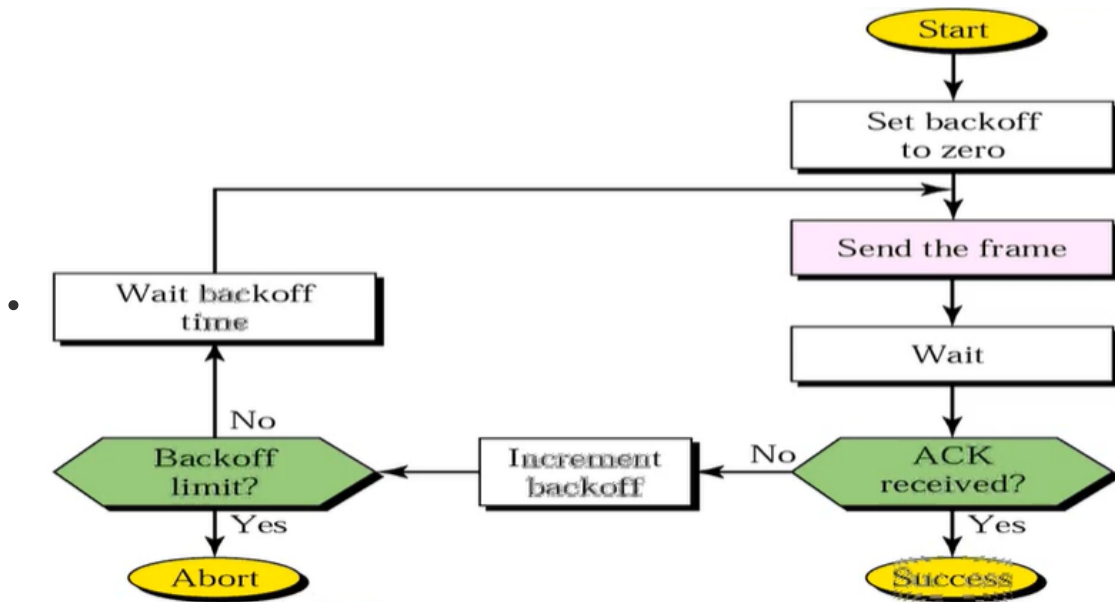 Start
Set backoff
to zero
Send the frame
Wait
ACK
received?
Yes
Success
No
Increment
backoff
Backoff
limit?
Yes
Abort
No
Wait backoff
time